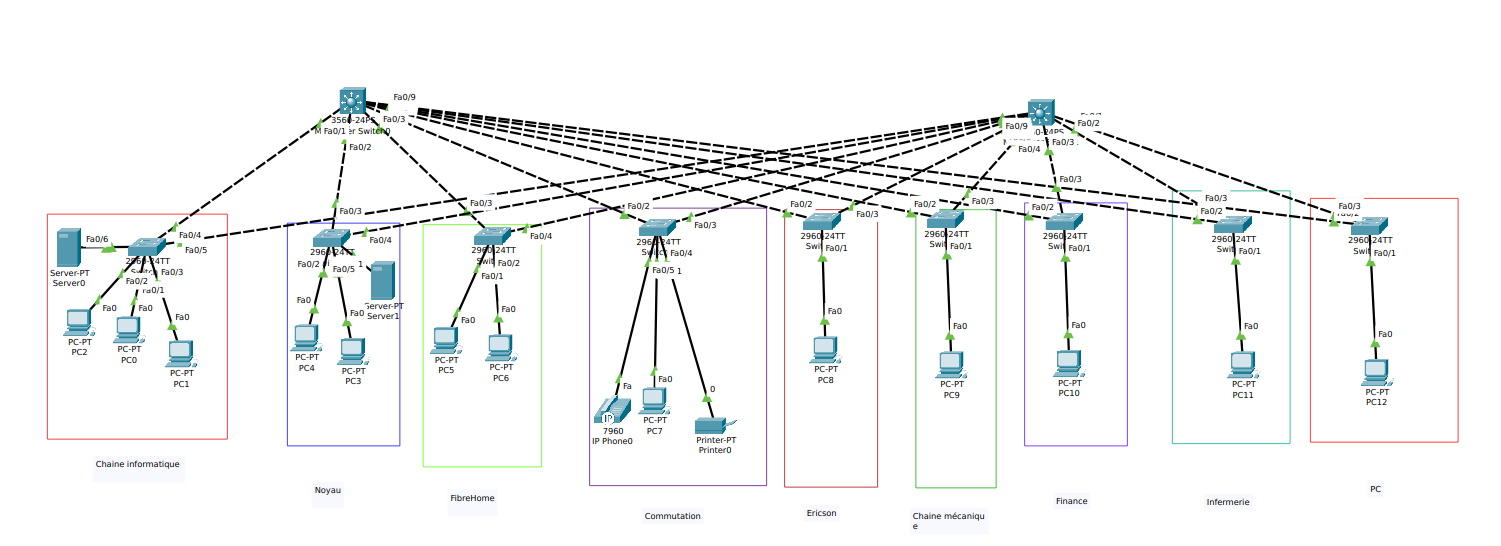 Fa0/9
3560-24PS
Fa0/3
Fa0/1
er Switch0
Fa0/2
Fa0/2
Fa0/9
0-24PS
Fa0/4
Fa0/3
Fa0/3
Fa0/4
Fa0/5
Fa0/6
2960-24TT
Fa0/3
Fa0/2
Fa0/1
Server-PT
Server0
Fa0
Fa0
Fa0
PC-PT
PC2
PC-PT
PC0
PC-PT
PC1
Chaine informatique
Fa0/3
Fa0/4
2960-24TT
Fa0/2
Fa0/5
1
Server-PT
Server1
Fa0
Fa0
PC-PT
PC4
PC-PT
PC3
Noyau
Fa0/3
Fa0/4
2960-24TT
Fa0/2
Fa0/1
Fa0
Fa0
PC-PT
PC5
PC-PT
PC6
FibreHome
Fa0/2
Fa0/3
2960-24TT
Fa0/4
Fa0/5
1
Fa
Fa0
0
7960
IP Phone0
PC-PT
PC7
Printer-PT
Printer0
Commutation
Fa0/2
Fa0/3
2960-24TT
Fa0/1
Fa0
PC-PT
PC8
Ericson
Fa0/2
Fa0/3
2960-24TT
Fa0/1
Fa0
PC-PT
PC9
Chaine mécaniqu
e
Fa0/2
2960-24TT
Fa0/1
Fa0
PC-PT
PC10
Finance
Fa0/3
Fa0/2
2960-24TT
Fa0/1
Fa0
PC-PT
PC11
Infermerie
Fa0/3
2960-24TT
Fa0/1
Fa0
PC-PT
PC12
PC